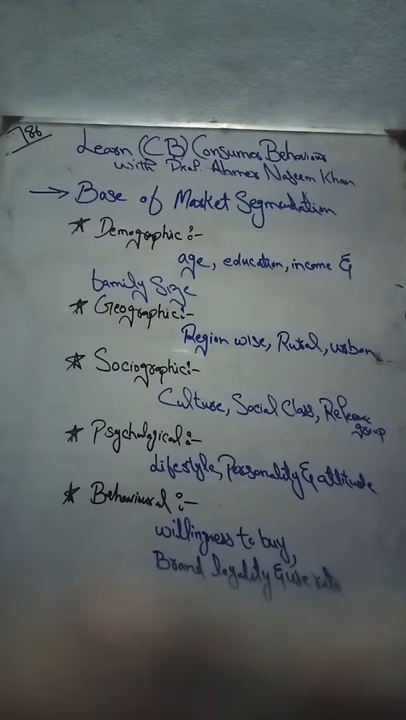 786
Learn (CB) Consumer Behaviour
with Prof. Ahmer Naseem Khan
→ Base of Market Segmentation
* Demographic :-
age, education, income &
family size
* Geographic :-
Region wise, Rural, urban
* Sociographic :-
Culture, Social Class, Reference
group
* Psychological :-
lifestyle, Personality & attitude
* Behavioural :-
willingness to buy,
Brand loyality & use rate